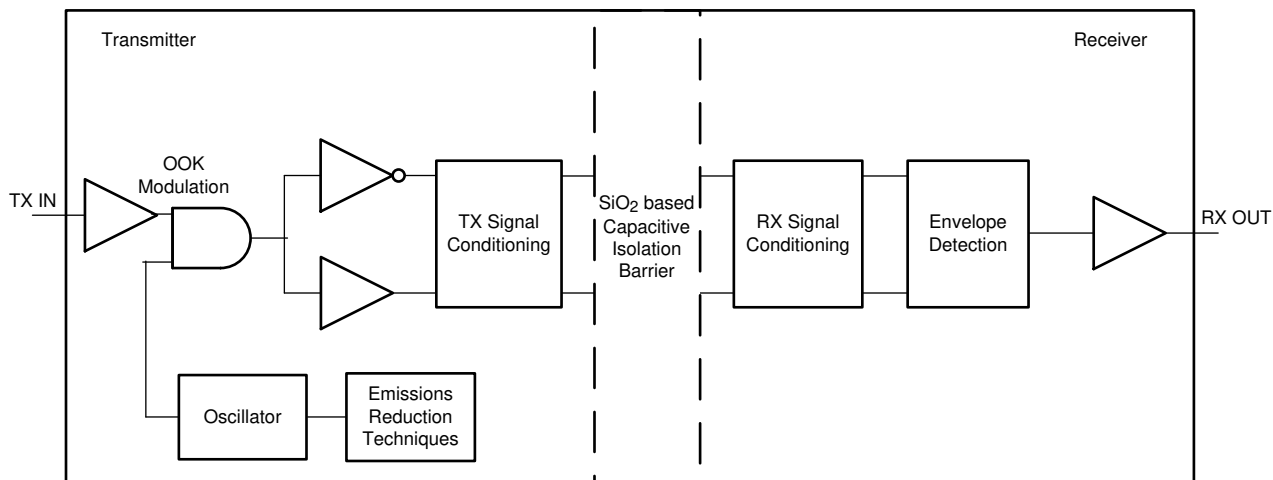 Transmitter
Receiver
OOK
Modulation
TX IN
TX Signal
Conditioning
SiO2 based
Capacitive
Isolation
Barrier
RX Signal
Conditioning
Envelope
Detection
RX OUT
Oscillator
Emissions
Reduction
Techniques